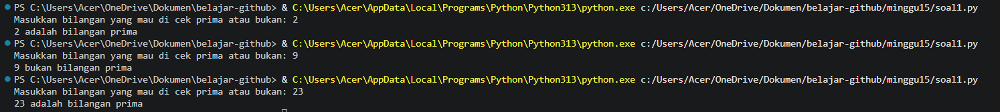 PS C:\Users\Acer\OneDrive\Dokumen\belajar-github> & C:\Users\Acer\AppData\Local\Programs\Python\Python313\python.exe c:/Users/Acer/OneDrive/Dokumen/belajar-github/minggu15/soal1.py
Masukkan bilangan yang mau di cek prima atau bukan: 2
2 adalah bilangan prima
PS C:\Users\Acer\OneDrive\Dokumen\belajar-github> & C:\Users\Acer\AppData\Local\Programs\Python\Python313\python.exe c:/Users/Acer/OneDrive/Dokumen/belajar-github/minggu15/soal1.py
Masukkan bilangan yang mau di cek prima atau bukan: 9
9 bukan bilangan prima
PS C:\Users\Acer\OneDrive\Dokumen\belajar-github> & C:\Users\Acer\AppData\Local\Programs\Python\Python313\python.exe c:/Users/Acer/OneDrive/Dokumen/belajar-github/minggu15/soal1.py
Masukkan bilangan yang mau di cek prima atau bukan: 23
23 adalah bilangan prima